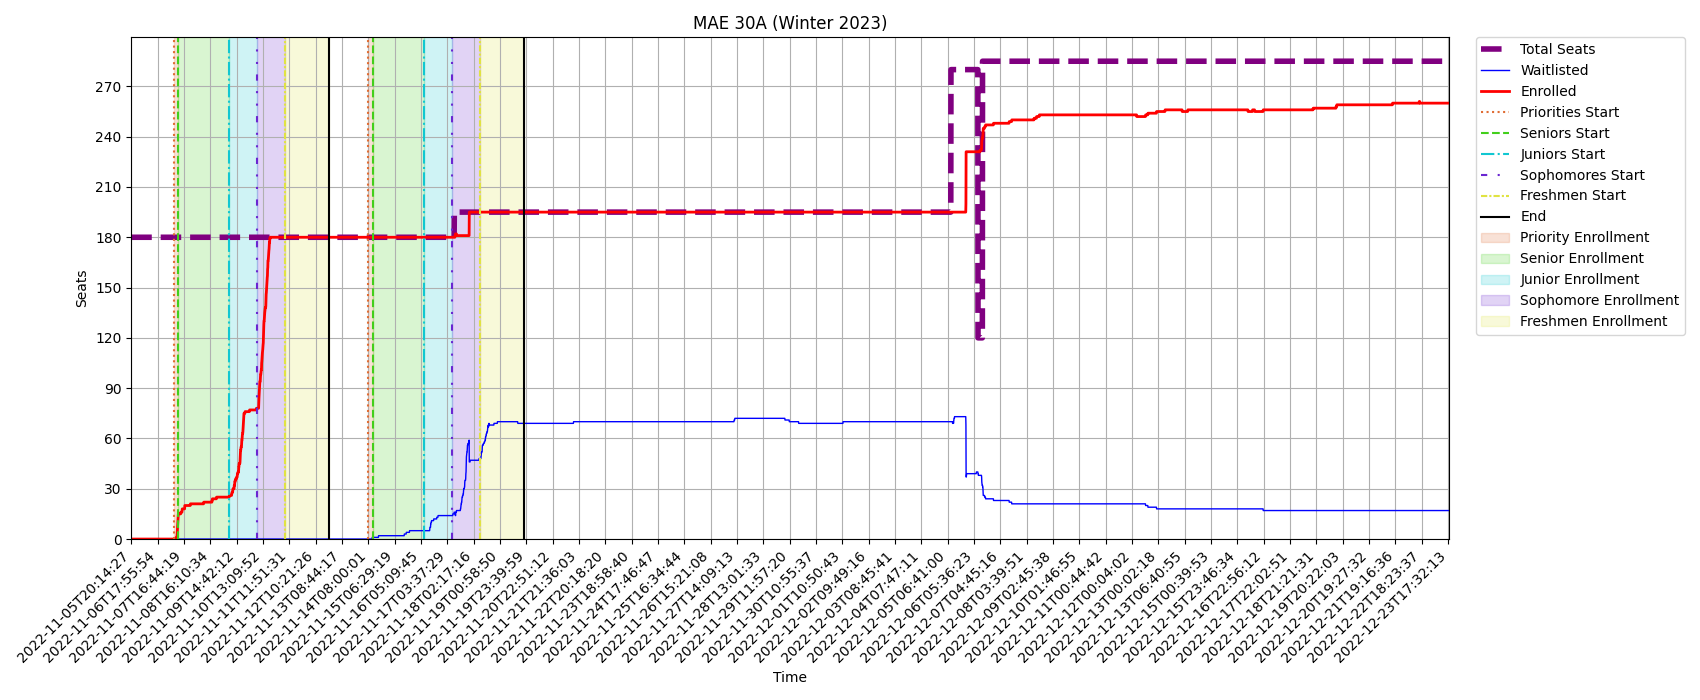 MAE 30A (Winter 2023)
270
240
210
180
150
120
90
60
30
0
Seats
Total Seats
Waitlisted
Enrolled
Priorities Start
Seniors Start
Juniors Start
Sophomores Start
Freshmen Start
End
Priority Enrollment
Senior Enrollment
Junior Enrollment
Sophomore Enrollment
Freshmen Enrollment
2022-11-05T20:14:27
2022-11-06T17:55:54
2022-11-07T16:44:19
2022-11-08T16:10:34
2022-11-09T14:42:12
2022-11-10T13:09:52
2022-11-11T11:51:31
2022-11-12T10:21:26
2022-11-13T08:44:17
2022-11-14T08:00:01
2022-11-15T06:29:19
2022-11-16T05:09:45
2022-11-17T03:37:29
2022-11-18T02:17:16
2022-11-19T00:58:50
2022-11-19T23:39:59
2022-11-20T22:51:12
2022-11-21T21:36:03
2022-11-22T20:18:20
2022-11-23T18:58:40
2022-11-24T17:46:47
2022-11-25T16:34:44
2022-11-26T15:21:08
2022-11-27T14:09:13
2022-11-28T13:01:33
2022-11-29T11:57:20
2022-11-30T10:55:37
2022-12-01T10:50:43
2022-12-02T09:49:16
2022-12-03T08:45:41
2022-12-04T07:47:11
2022-12-05T06:41:00
2022-12-06T05:36:23
2022-12-07T04:45:16
2022-12-08T03:39:51
2022-12-09T02:45:38
2022-12-10T01:46:55
2022-12-11T00:44:42
2022-12-12T00:04:02
2022-12-13T00:02:18
2022-12-13T06:40:55
2022-12-15T00:39:53
2022-12-15T23:46:34
2022-12-16T22:56:12
2022-12-17T22:02:51
2022-12-18T21:21:31
2022-12-19T20:22:03
2022-12-20T19:27:32
2022-12-21T19:16:36
2022-12-22T18:23:37
2022-12-23T17:32:13
Time